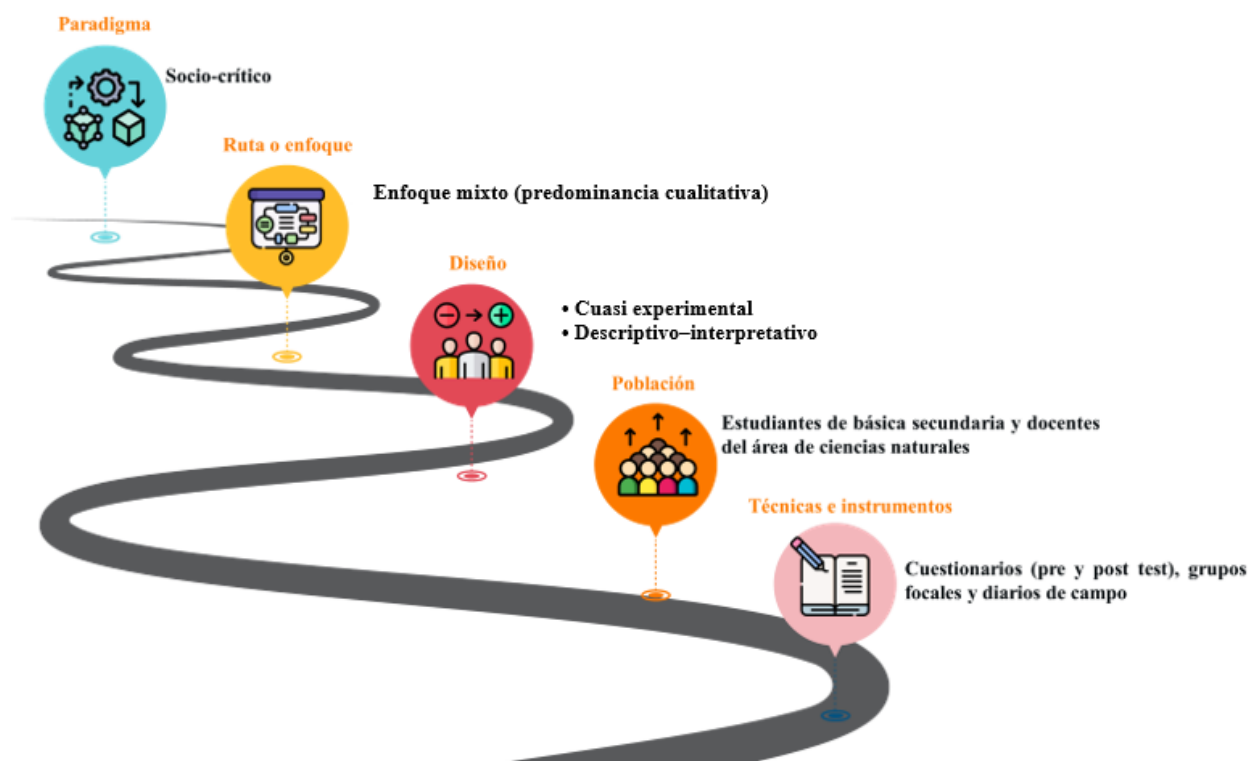 Paradigma
Socio-crítico
Ruta o enfoque
Enfoque mixto (predominancia cualitativa)
Diseño
• Cuasi experimental
• Descriptivo–interpretativo
Población
Estudiantes de básica secundaria y docentes
del área de ciencias naturales
Técnicas e instrumentos
Cuestionarios (pre y post test), grupos
focales y diarios de campo